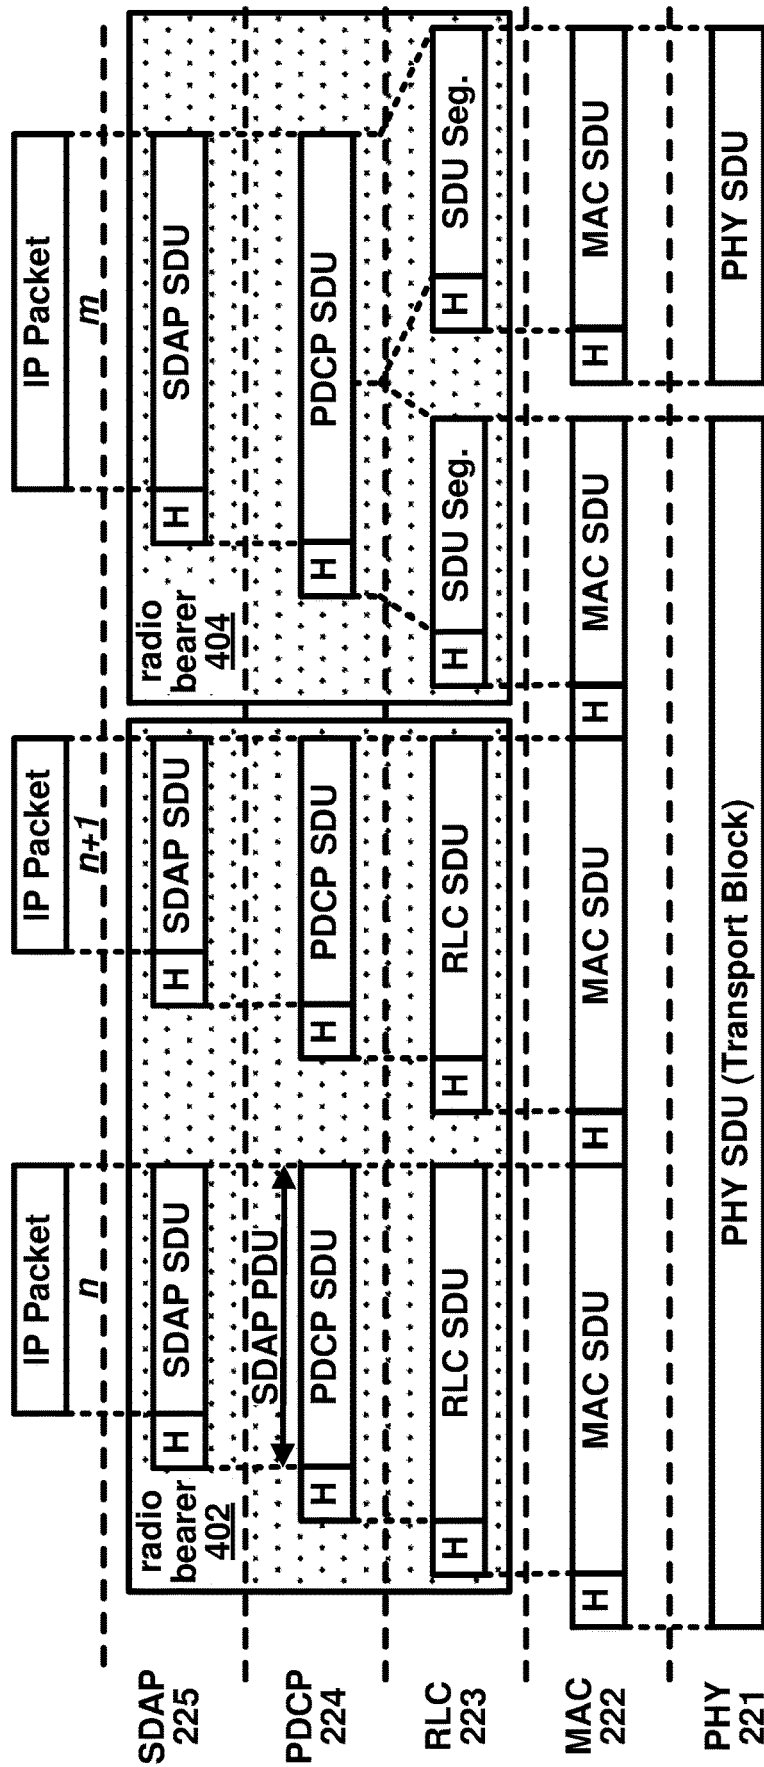 IP Packet
IP Packet
IP Packet
n
n+1
m
SDAP
225
radio
bearer
402
H
SDAP SDU
H
SDAP SDU
radio
bearer
404
H
SDAP SDU
SDAP PDU
PDCP
224
H
PDCP SDU
H
PDCP SDU
H
PDCP SDU
RLC
223
H
RLC SDU
H
RLC SDU
H
SDU Seg.
H
SDU Seg.
MAC
222
H
MAC SDU
H
MAC SDU
H
MAC SDU
H
MAC SDU
PHY
221
PHY SDU (Transport Block)
PHY SDU